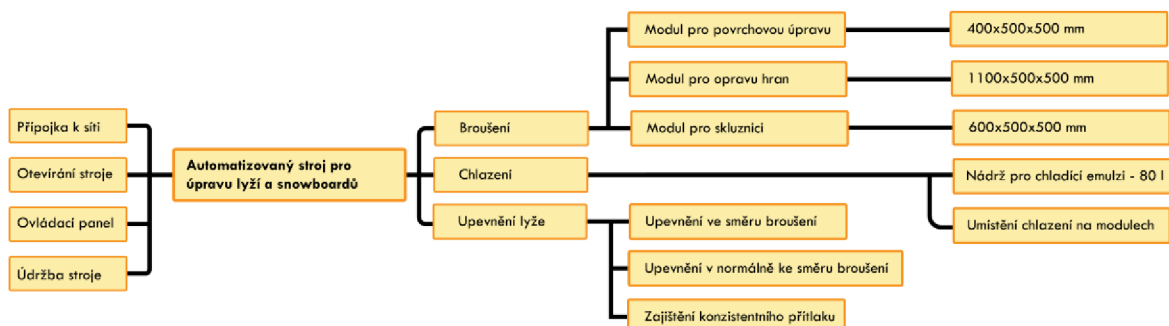 Přípojka k síti
Otevírání stroje
Ovládací panel
Údržba stroje
Automatizovaný stroj pro
úpravu lyží a snowboardů
Broušení
Chlazení
Upevnění lyže
Modul pro povrchovou úpravu
400x500x500 mm
Modul pro opravu hran
1100x500x500 mm
Modul pro skluznici
600x500x500 mm
Nádrž pro chladící emulzi - 80 l
Umístění chlazení na modulech
Upevnění ve směru broušení
Upevnění v normálně ke směru broušení
Zajištění konzistentního přítlaku